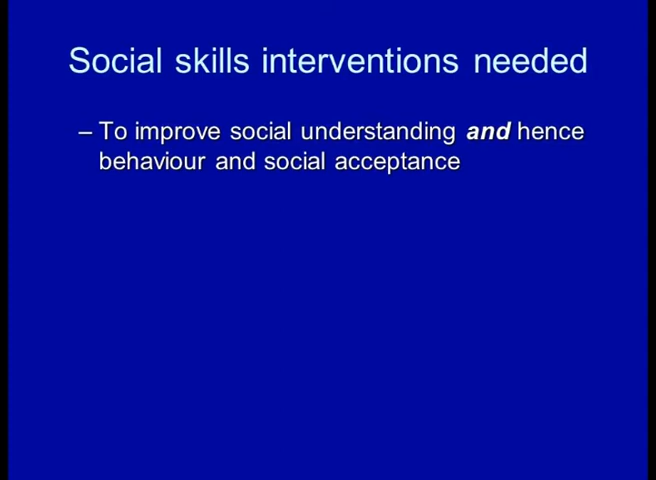 Social skills interventions needed
– To improve social understanding and hence
behaviour and social acceptance